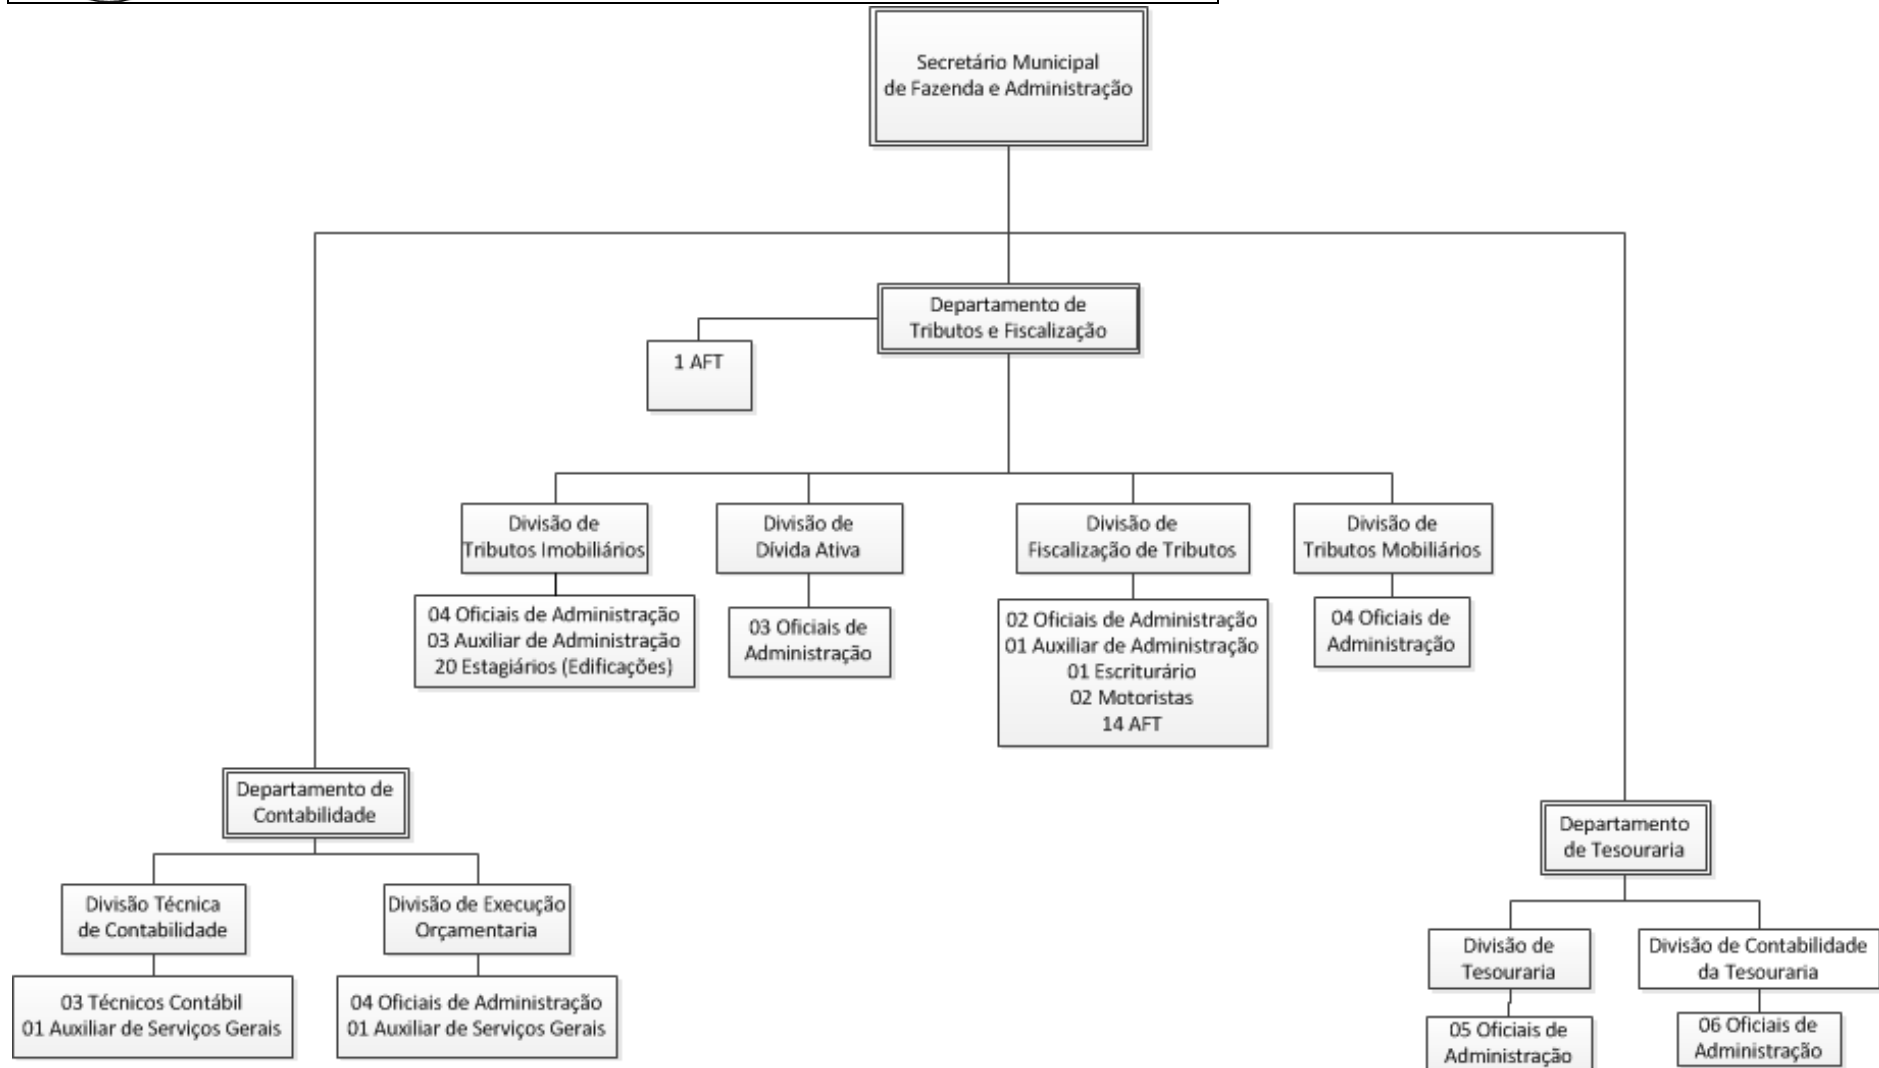 Secretário Municipal
de Fazenda e Administração
Departamento de
Tributos e Fiscalização
1 AFT
Divisão de
Tributos Imobiliários
04 Oficiais de Administração
03 Auxiliar de Administração
20 Estagiários (Edificações)
Divisão de
Dívida Ativa
03 Oficiais de
Administração
Divisão de
Fiscalização de Tributos
02 Oficiais de Administração
01 Auxiliar de Administração
01 Escriturário
02 Motoristas
14 AFT
Divisão de
Tributos Mobiliários
04 Oficiais de
Administração
Departamento de
Contabilidade
Divisão Técnica
de Contabilidade
03 Técnicos Contábil
01 Auxiliar de Serviços Gerais
Divisão de Execução
Orçamentaria
04 Oficiais de Administração
01 Auxiliar de Serviços Gerais
Departamento
de Tesouraria
Divisão de
Tesouraria
05 Oficiais de
Administração
Divisão de Contabilidade
da Tesouraria
06 Oficiais de
Administração